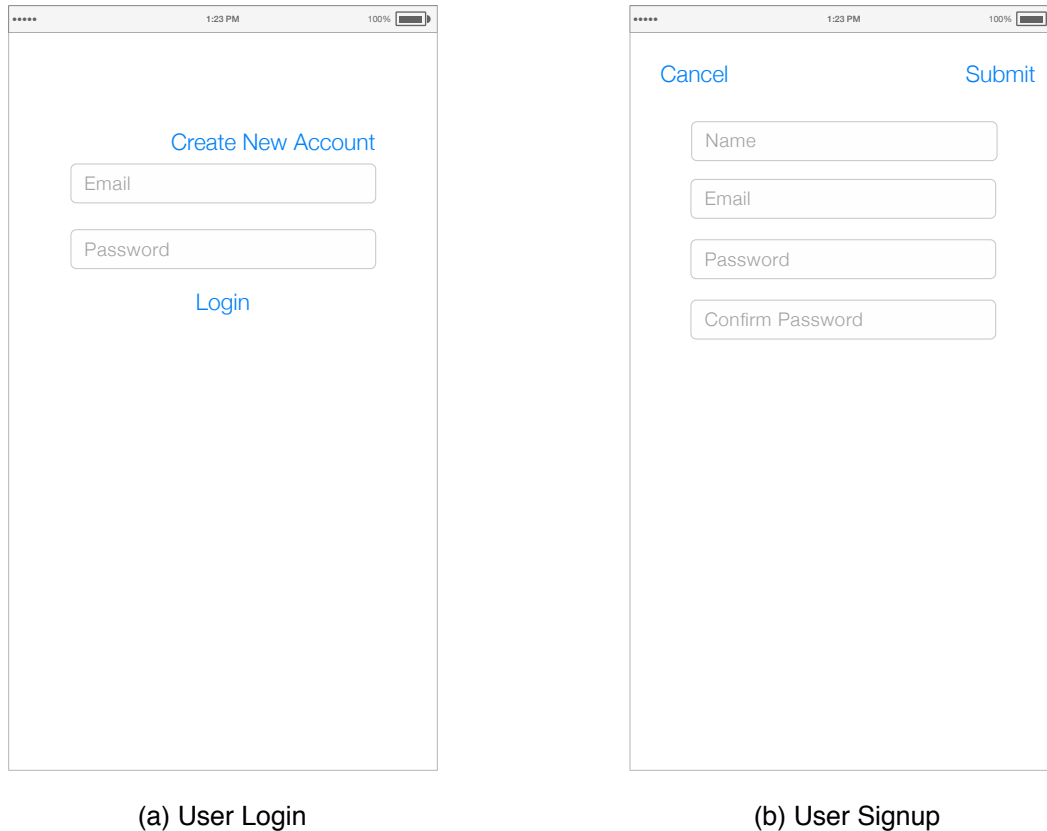 1:23 PM 100%
Create New Account
Email
Password
Login
(a) User Login
1:23 PM 100%
Cancel Submit
Name
Email
Password
Confirm Password
(b) User Signup